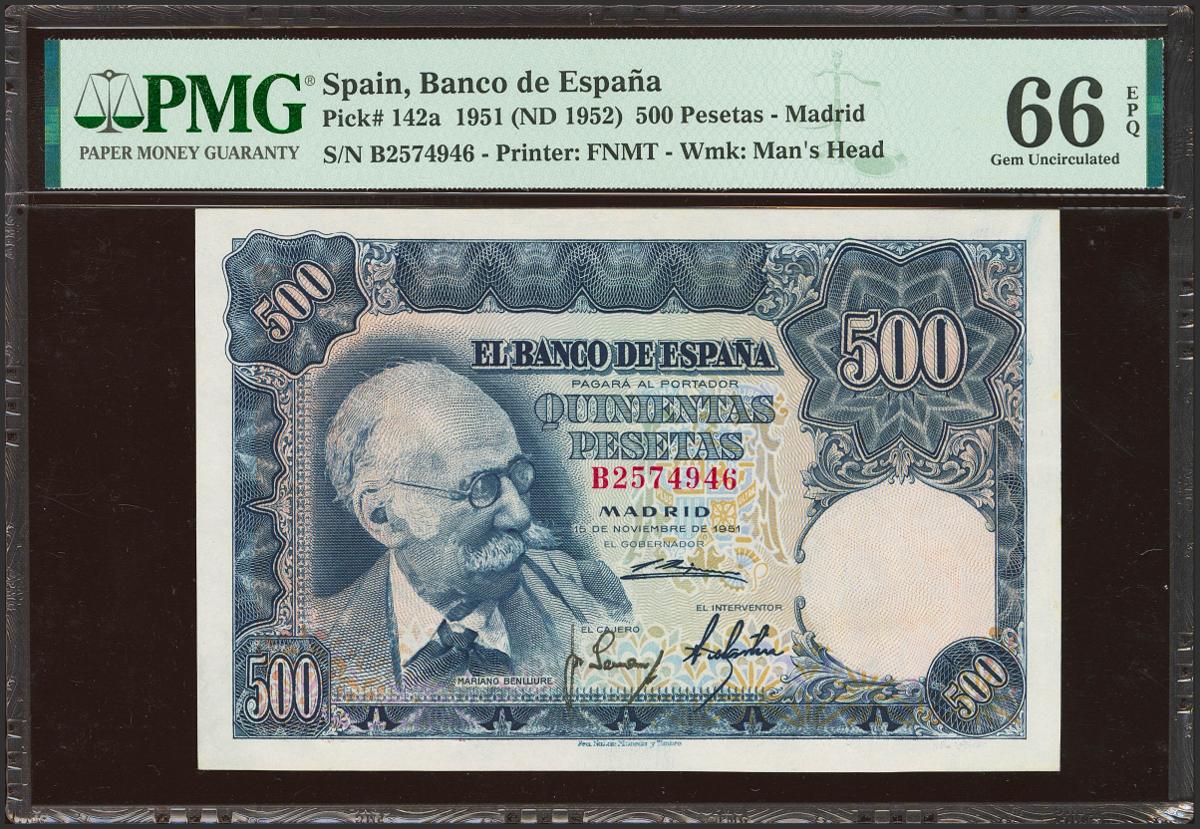 PMG®
PAPER MONEY GUARANTY
Spain, Banco de España
Pick# 142a 1951 (ND 1952) 500 Pesetas - Madrid
S/N B2574946 - Printer: FNMT - Wmk: Man's Head
66
EPQ
Gem Uncirculated
500
500
EL BANCO DE ESPAÑA
PAGARÁ AL PORTADOR
QUINIENTAS
PESETAS
B2574946
MADRID
15 DE NOVIEMBRE DE 1951
EL GOBERNADOR
EL INTERVENTOR
EL CAJERO
MARIANO BENLLIURE
500
500